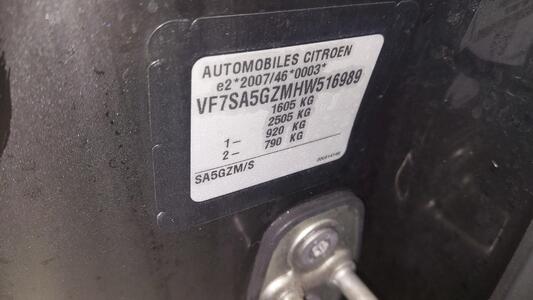 AUTOMOBILES CITROEN
e2*2007/46*0003*
VF7SA5GZMHW516989
1605 KG
2505 KG
1- 920 KG
2- 790 KG
SA5GZM/S